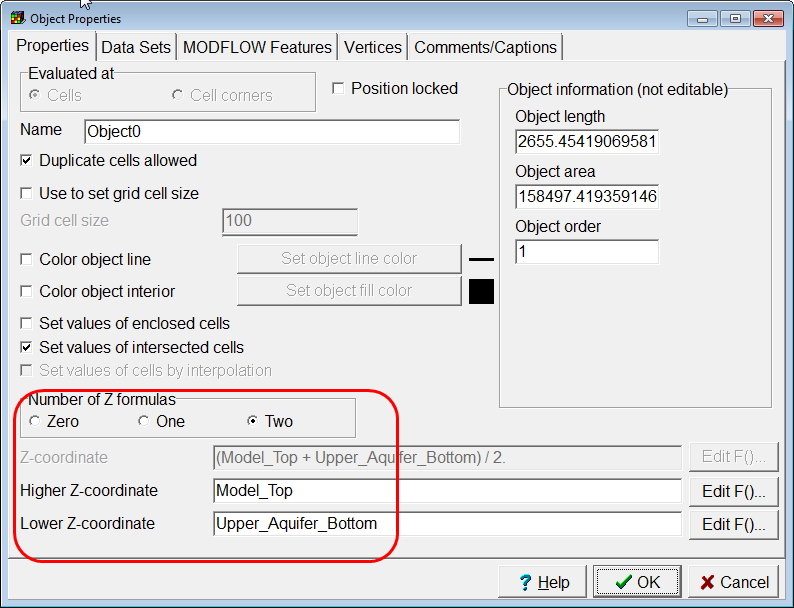 Object Properties
Properties Data Sets MODFLOW Features Vertices Comments/Captions
Evaluated at
Cells Cell corners
Position locked
Name Object0
Duplicate cells allowed
Use to set grid cell size
Grid cell size 100
Color object line Set object line color
Color object interior Set object fill color
Set values of enclosed cells
Set values of intersected cells
Set values of cells by interpolation
Object information (not editable)
Object length
2655.45419069581
Object area
158497.419359146
Object order
1
Number of Z formulas
Zero One Two
Z-coordinate (Model_Top + Upper_Aquifer_Bottom) / 2. Edit F()...
Higher Z-coordinate Model_Top Edit F()...
Lower Z-coordinate Upper_Aquifer_Bottom Edit F()...
? Help OK Cancel